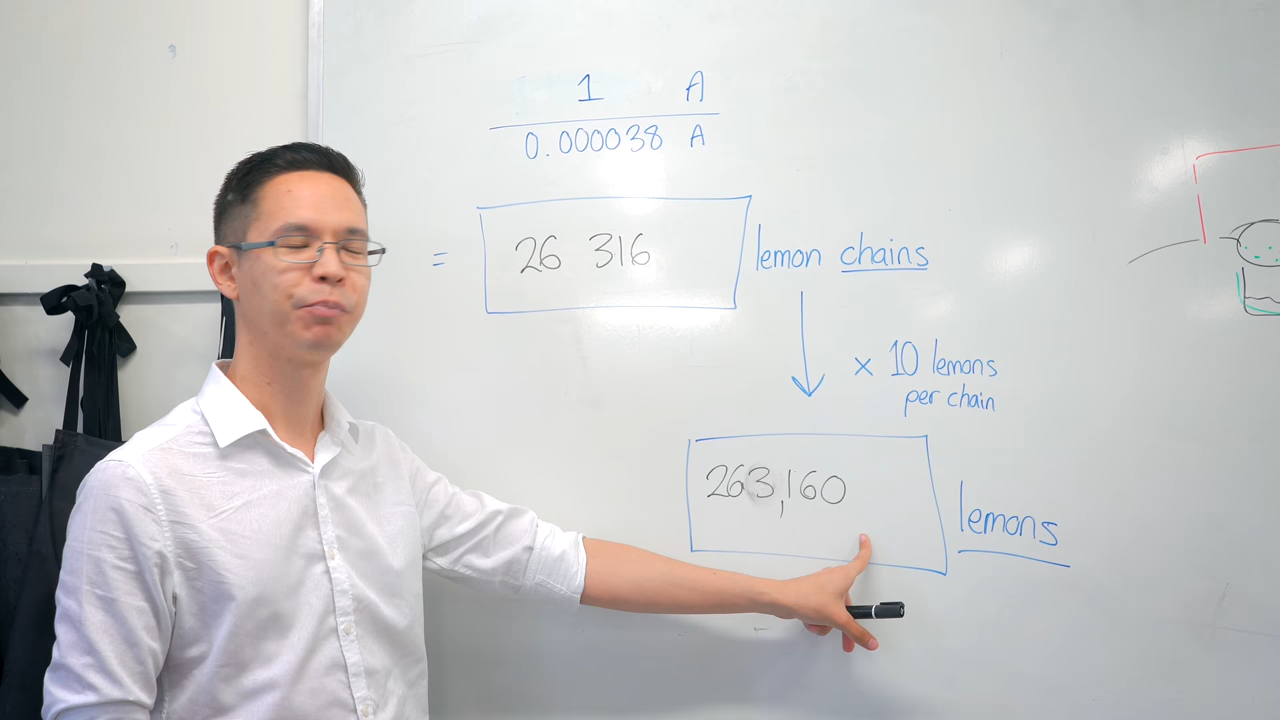 1 A
0.000038 A
= 26 316 lemon chains
x 10 lemons
per chain
263,160 lemons